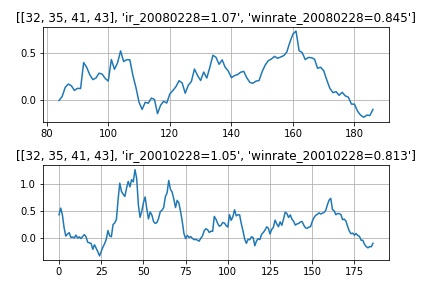 [[32, 35, 41, 43], 'ir_20080228=1.07', 'winrate_20080228=0.845']
0.5
0.0
80 100 120 140 160 180
[[32, 35, 41, 43], 'ir_20010228=1.05', 'winrate_20010228=0.813']
1.0
0.5
0.0
0 25 50 75 100 125 150 175